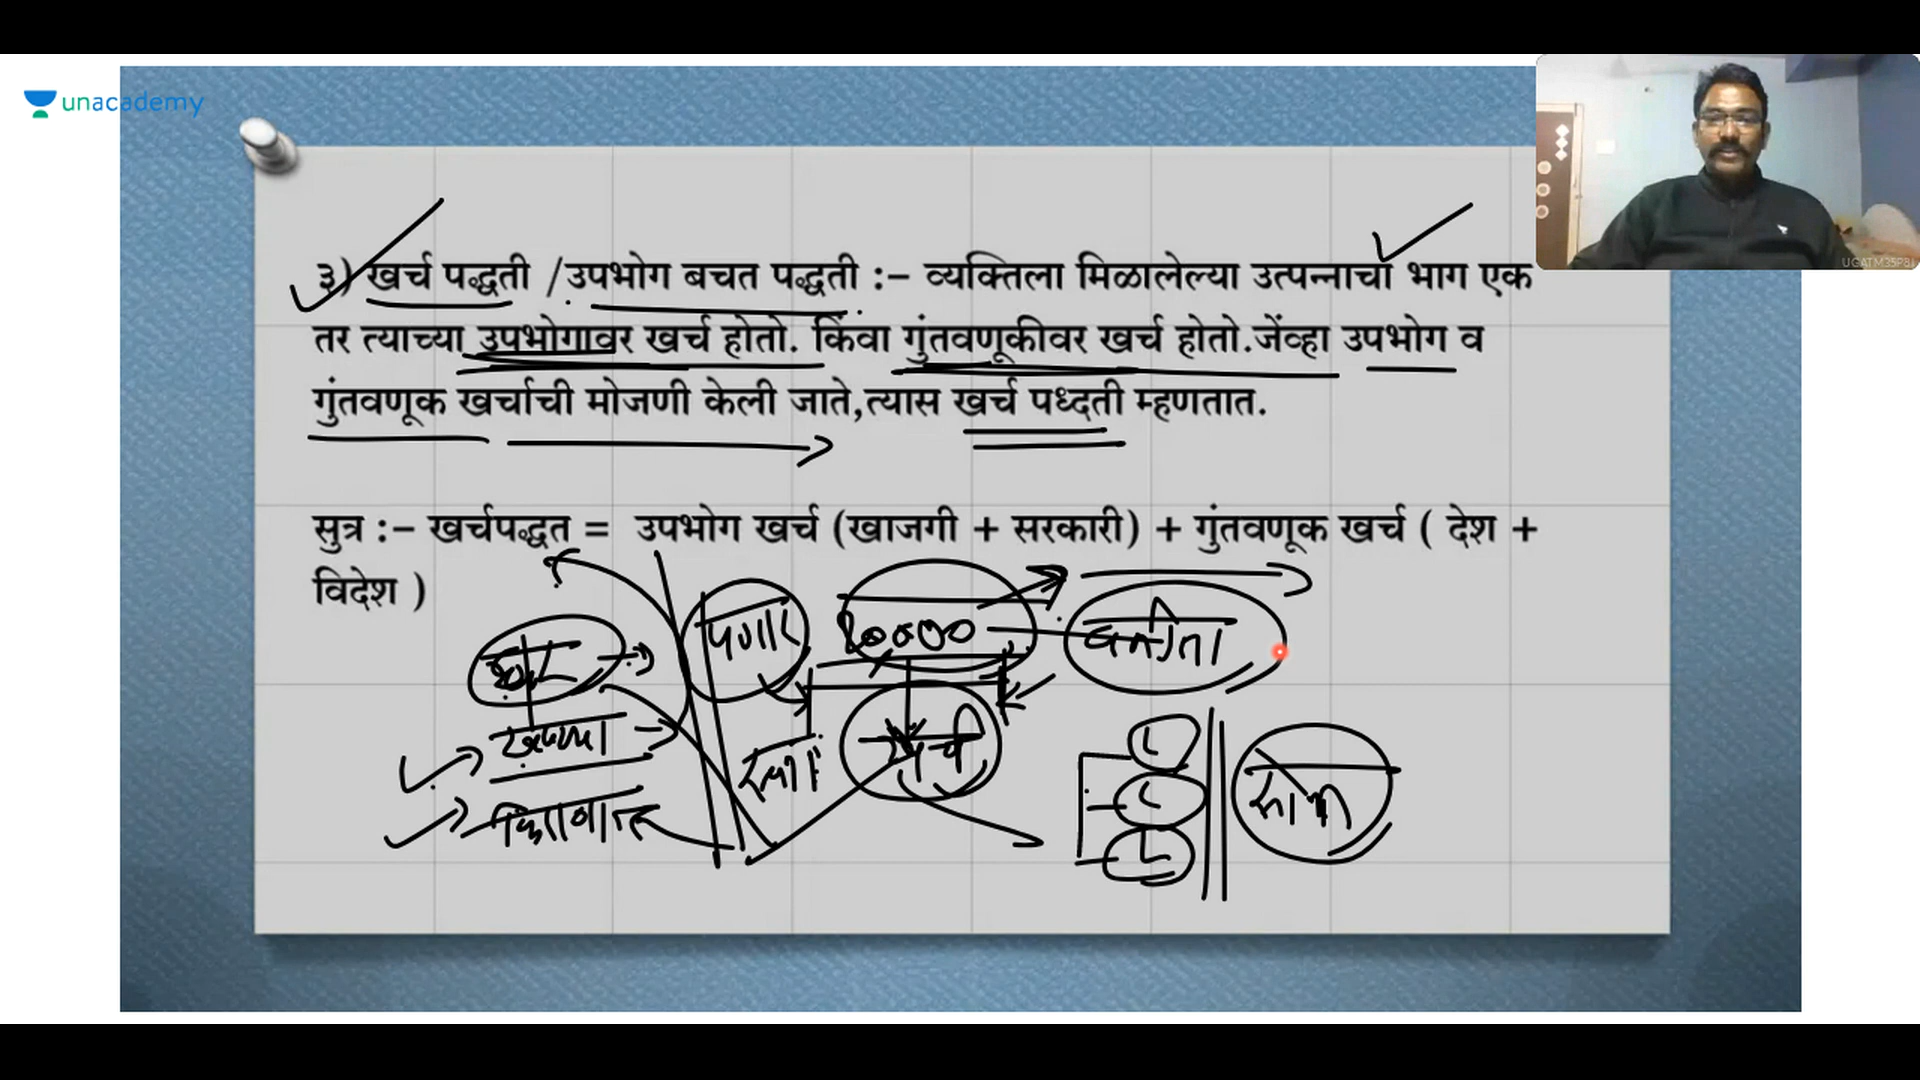 unacademy
UGATM35P8I
३) खर्च पद्धती /उपभोग बचत पद्धती :– व्यक्तिला मिळालेल्या उत्पन्नाचा भाग एक
तर त्याच्या उपभोगावर खर्च होतो. किंवा गुंतवणूकीवर खर्च होतो.जेंव्हा उपभोग व
गुंतवणूक खर्चाची मोजणी केली जाते,त्यास खर्च पध्दती म्हणतात.
सुत्र :– खर्चपद्धत = उपभोग खर्च (खाजगी + सरकारी) + गुंतवणूक खर्च ( देश +
विदेश )
पगार